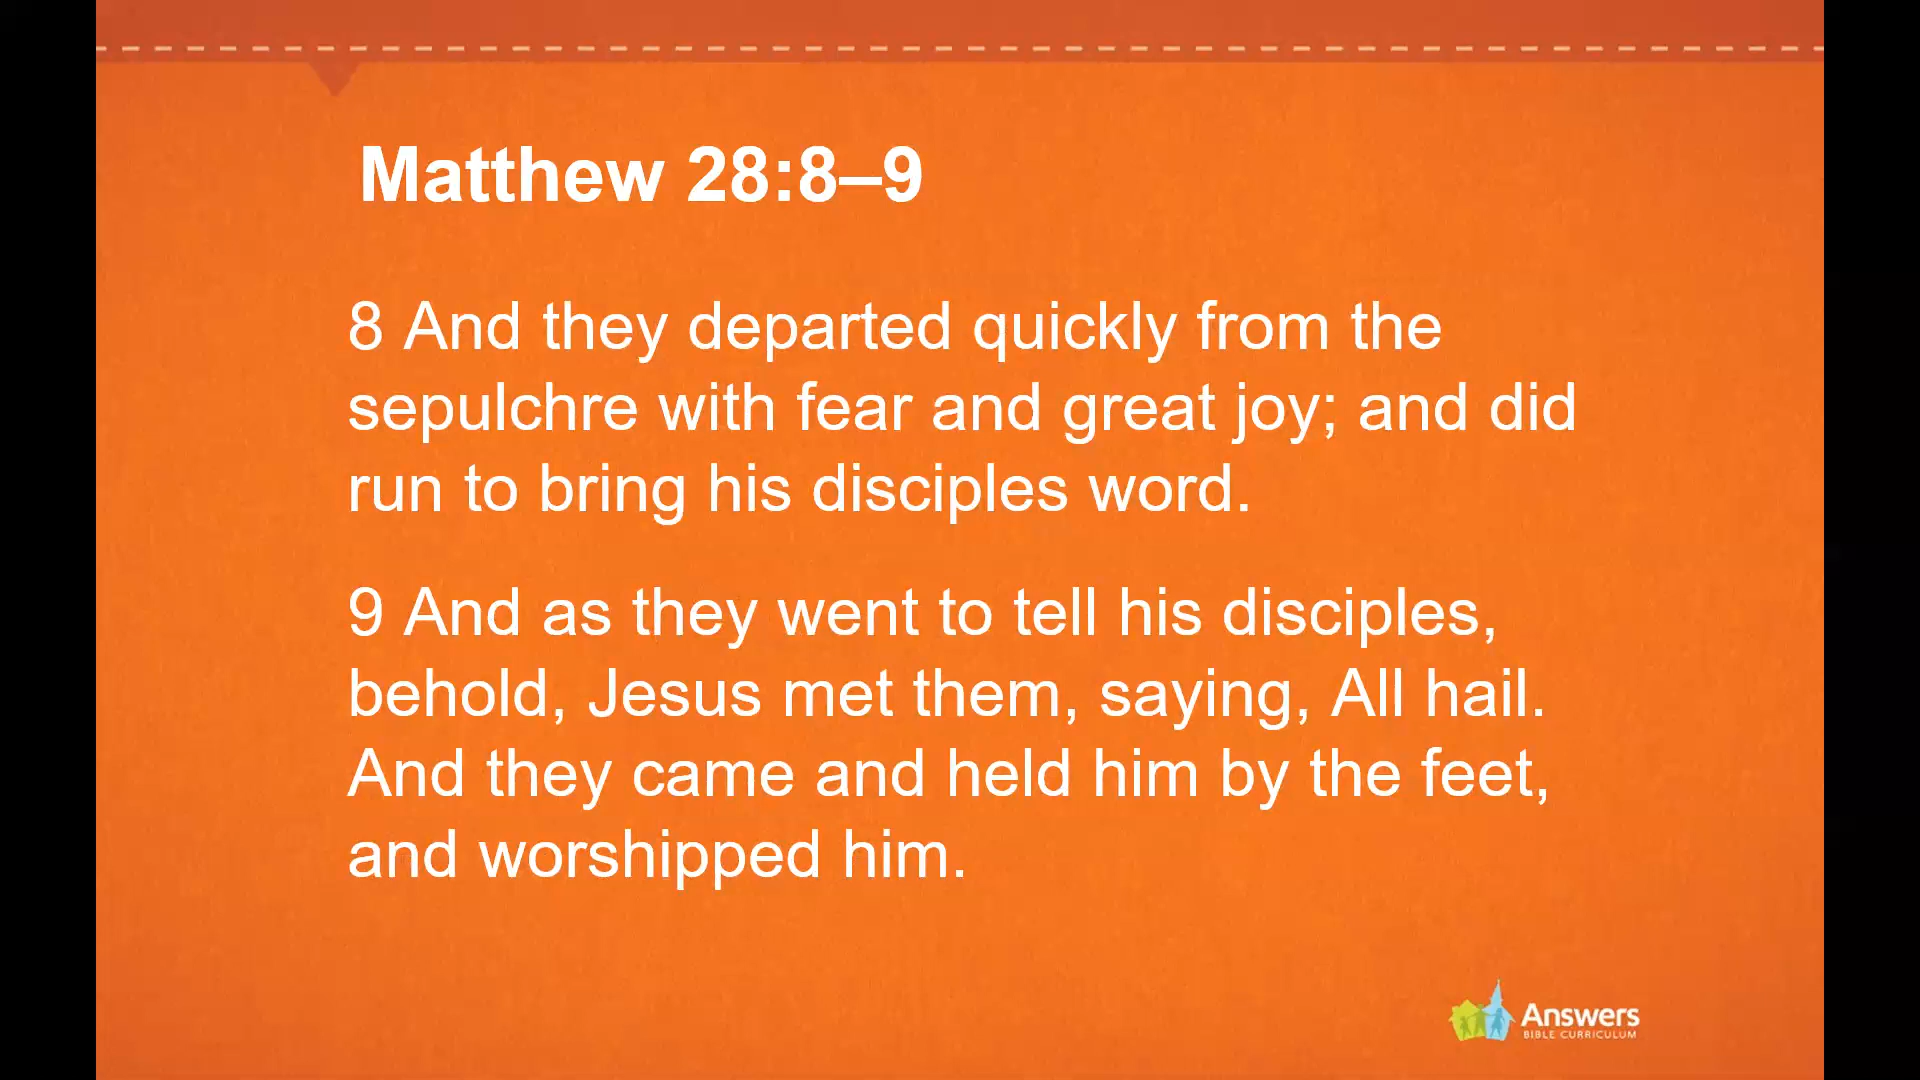 Matthew 28:8–9
8 And they departed quickly from the
sepulchre with fear and great joy; and did
run to bring his disciples word.
9 And as they went to tell his disciples,
behold, Jesus met them, saying, All hail.
And they came and held him by the feet,
and worshipped him.
Answers
BIBLE CURRICULUM